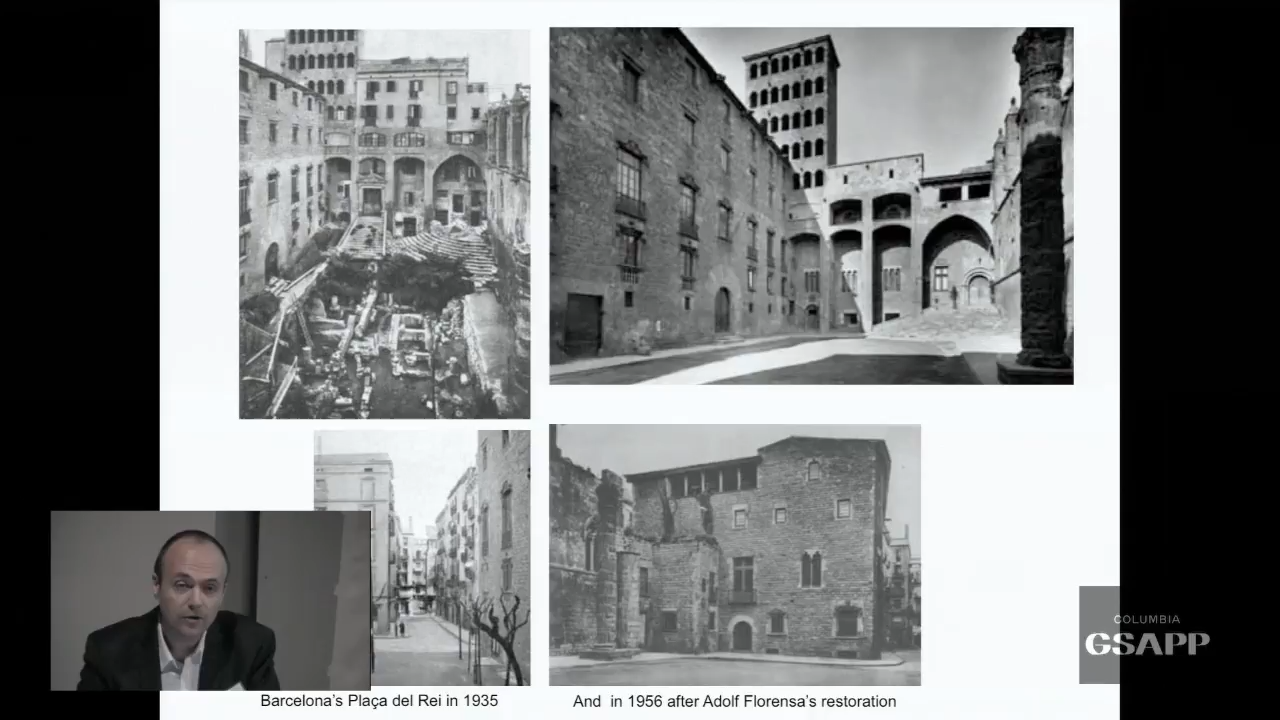 COLUMBIA
GSAPP
Barcelona's Plaça del Rei in 1935
And in 1956 after Adolf Florensa's restoration